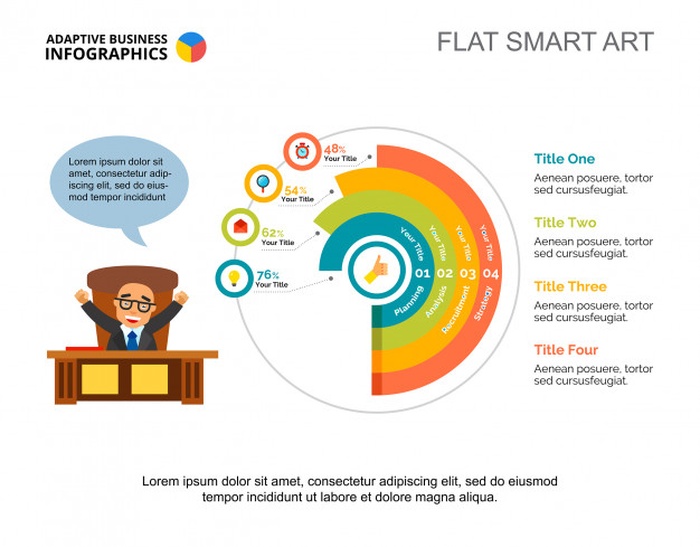 ADAPTIVE BUSINESS
INFOGRAPHICS
FLAT SMART ART
Lorem ipsum dolor sit
amet, consectetur adip-
iscing elit, sed do eius-
mod tempor incididunt
48%
Your Title
54%
Your Title
62%
Your Title
76%
Your Title
Your Title
Your Title
Your Title
Your Title
01
02
03
04
Planning
Analysis
Recruitment
Strategy
Title One
Aenean posuere, tortor
sed cursusfeugiat.
Title Two
Aenean posuere, tortor
sed cursusfeugiat.
Title Three
Aenean posuere, tortor
sed cursusfeugiat.
Title Four
Aenean posuere, tortor
sed cursusfeugiat.
Lorem ipsum dolor sit amet, consectetur adipiscing elit, sed do eiusmod
tempor incididunt ut labore et dolore magna aliqua.